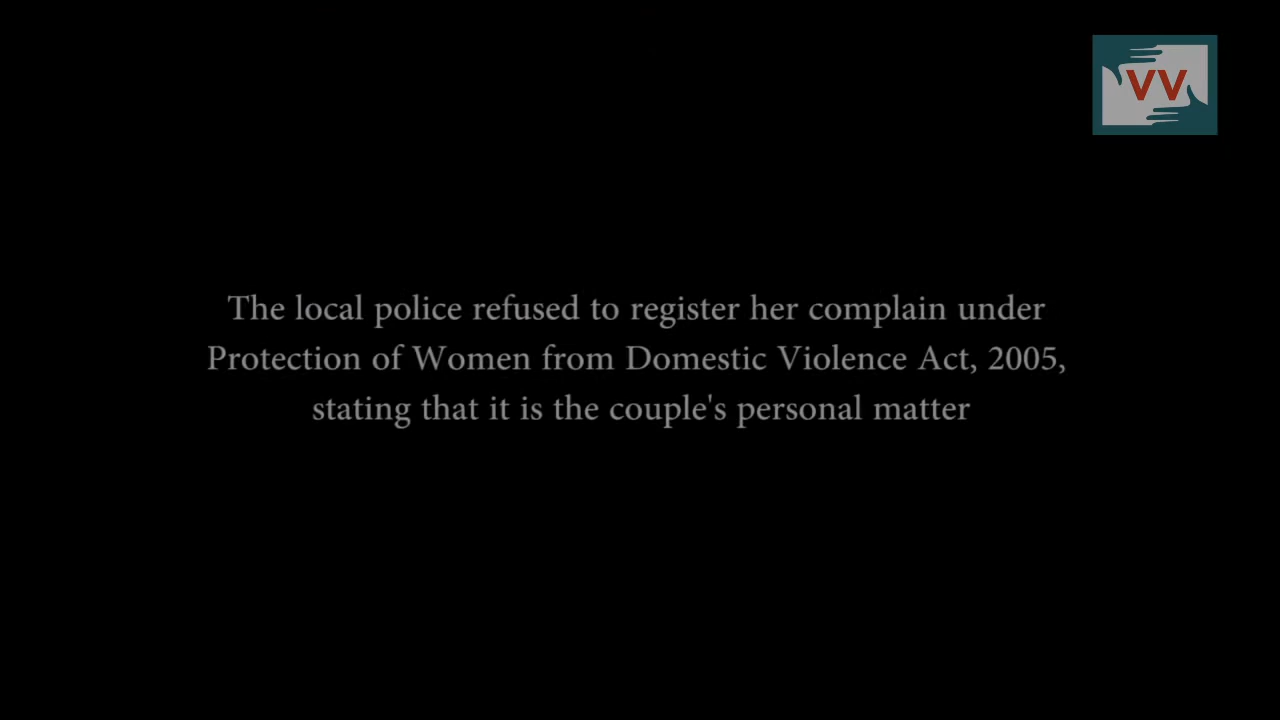 VV
The local police refused to register her complain under
Protection of Women from Domestic Violence Act, 2005,
stating that it is the couple's personal matter